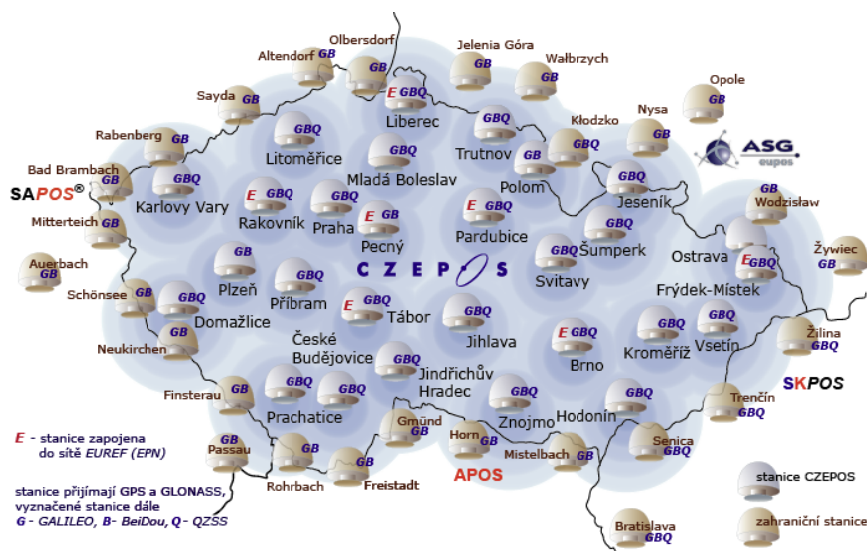 Olbersdorf
GB
Altendorf
GB
Jelenia Góra
GB
Wałbrzych
GB
Opole
GB
Sayda
GB
E GBQ
Liberec
Kłodzko
GBQ
Nysa
GB
Rabenberg
GB
GBQ
Litoměřice
GBQ
Trutnov
ASG.
eupos
Bad Brambach
GB
GBQ
Mladá Boleslav
GB
Polom
SAPOS®
GBQ
Karlovy Vary
GBQ
Jeseník
GB
Wodzisław
Mitterteich
GB
E GBQ
Rakovník
GBQ
Praha
E GB
Pecný
E GBQ
Pardubice
GBQ
Šumperk
Ostrava
Auerbach
GB
GB
Plzeň
CZEPOS
GBQ
Svitavy
E GBQ
Frýdek-Místek
Żywiec
GB
Schönsee
GB
GBQ
Domažlice
GBQ
Příbram
E GBQ
Tábor
GBQ
Jihlava
E GBQ
Brno
GBQ
Kroměříž
GBQ
Vsetín
Žilina
GBQ
Neukirchen
GB
České
Budějovice
GBQ
Jindřichův
Hradec
GBQ
SKPOS
Finsterau
GB
GBQ
Prachatice
GBQ
GBQ
Znojmo
Hodonín
GBQ
Trenčín
GBQ
E - stanice zapojena
do sítě EUREF (EPN)
GB
Passau
GB
Rohrbach
GB
Freistadt
Gmünd
GB
Horn
GB
APOS
Mistelbach
GB
Senica
GBQ
stanice CZEPOS
stanice přijímají GPS a GLONASS,
vyznačené stanice dále
G - GALILEO, B- BeiDou, Q- QZSS
Bratislava
GBQ
zahraniční stanice